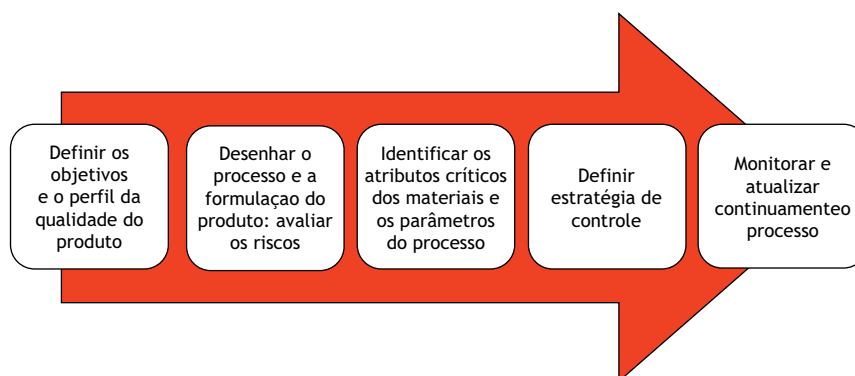 Definir os
objetivos
e o perfil da
qualidade do
produto
Desenhar o
processo e a
formulaçao do
produto: avaliar
os riscos
Identificar os
atributos críticos
dos materiais e
os parâmetros
do processo
Definir
estratégia de
controle
Monitorar e
atualizar
continuamenteo
processo